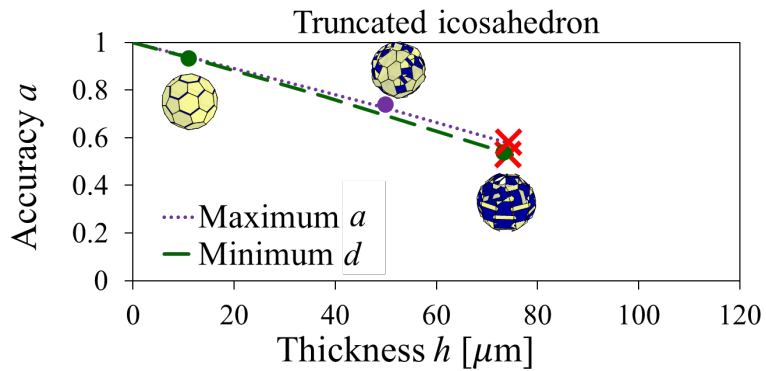 Truncated icosahedron
Accuracy a
1
0.8
0.6
0.4
0.2
0
Maximum a
Minimum d
0 20 40 60 80 100 120
Thickness h [μm]